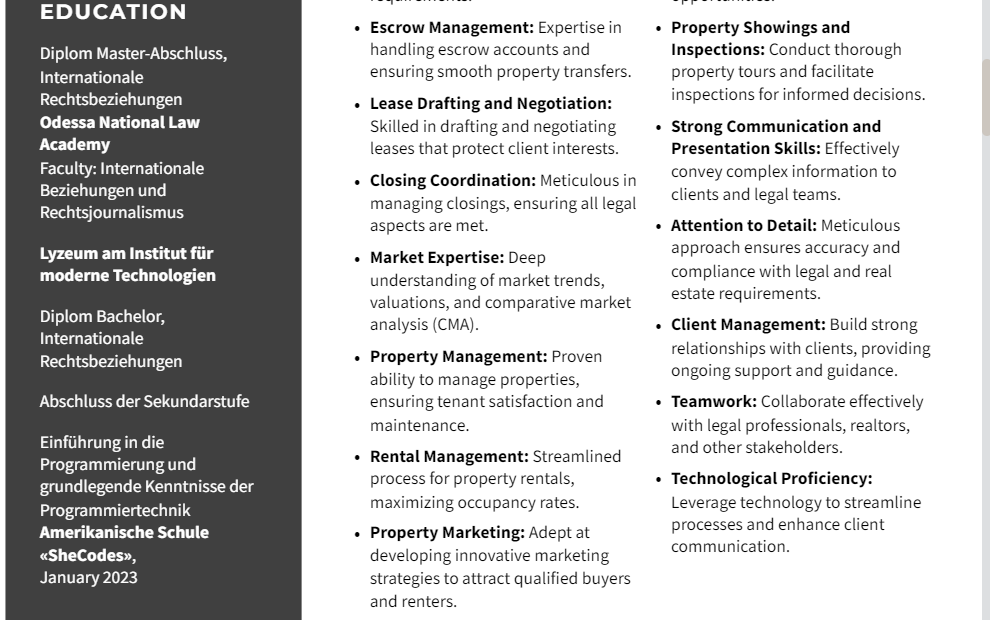 EDUCATION
Diplom Master-Abschluss,
Internationale
Rechtsbeziehungen
Odessa National Law
Academy
Faculty: Internationale
Beziehungen und
Rechtsjournalismus
Lyzeum am Institut für
moderne Technologien
Diplom Bachelor,
Internationale
Rechtsbeziehungen
Abschluss der Sekundarstufe
Einführung in die
Programmierung und
grundlegende Kenntnisse der
Programmiertechnik
Amerikanische Schule
«SheCodes»,
January 2023
requirements.
• Escrow Management: Expertise in
handling escrow accounts and
ensuring smooth property transfers.
• Lease Drafting and Negotiation:
Skilled in drafting and negotiating
leases that protect client interests.
• Closing Coordination: Meticulous in
managing closings, ensuring all legal
aspects are met.
• Market Expertise: Deep
understanding of market trends,
valuations, and comparative market
analysis (CMA).
• Property Management: Proven
ability to manage properties,
ensuring tenant satisfaction and
maintenance.
• Rental Management: Streamlined
process for property rentals,
maximizing occupancy rates.
• Property Marketing: Adept at
developing innovative marketing
strategies to attract qualified buyers
and renters.
opportunities.
• Property Showings and
Inspections: Conduct thorough
property tours and facilitate
inspections for informed decisions.
• Strong Communication and
Presentation Skills: Effectively
convey complex information to
clients and legal teams.
• Attention to Detail: Meticulous
approach ensures accuracy and
compliance with legal and real
estate requirements.
• Client Management: Build strong
relationships with clients, providing
ongoing support and guidance.
• Teamwork: Collaborate effectively
with legal professionals, realtors,
and other stakeholders.
• Technological Proficiency:
Leverage technology to streamline
processes and enhance client
communication.